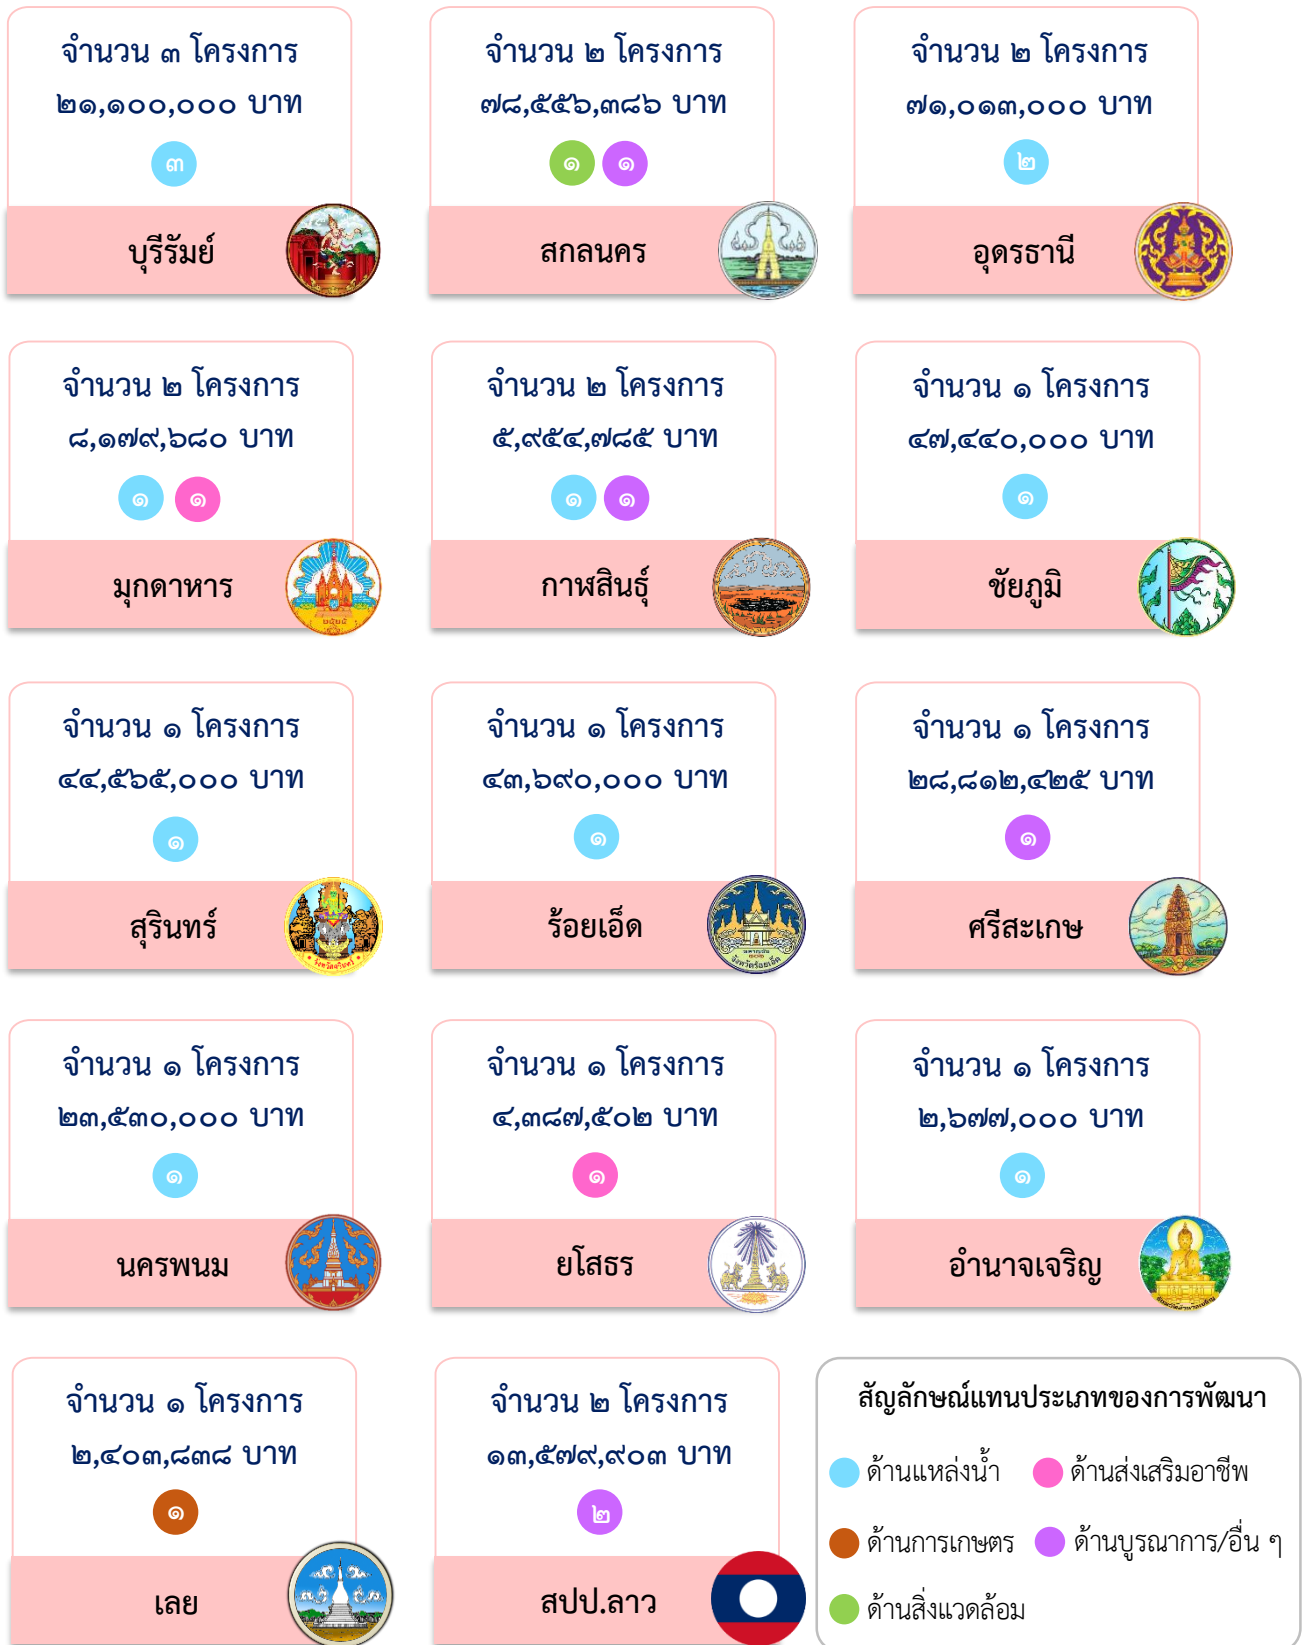 จำนวน ๓ โครงการ
๒๑,๑๐๐,๐๐๐ บาท
๓
บุรีรัมย์
จำนวน ๒ โครงการ
๗๘,๕๕๖,๓๘๖ บาท
๑ ๑
สกลนคร
จำนวน ๒ โครงการ
๗๑,๐๑๓,๐๐๐ บาท
๒
อุดรธานี
จำนวน ๒ โครงการ
๘,๑๗๙,๖๘๐ บาท
๑ ๑
มุกดาหาร
จำนวน ๒ โครงการ
๕,๙๕๔,๗๘๕ บาท
๑ ๑
กาฬสินธุ์
จำนวน ๑ โครงการ
๔๗,๔๔๐,๐๐๐ บาท
๑
ชัยภูมิ
จำนวน ๑ โครงการ
๔๔,๕๖๕,๐๐๐ บาท
๑
สุรินทร์
จำนวน ๑ โครงการ
๔๓,๖๙๐,๐๐๐ บาท
๑
ร้อยเอ็ด
จังหวัดร้อยเอ็ด
จำนวน ๑ โครงการ
๒๘,๘๑๒,๔๒๕ บาท
๑
ศรีสะเกษ
จำนวน ๑ โครงการ
๒๓,๕๓๐,๐๐๐ บาท
๑
นครพนม
จำนวน ๑ โครงการ
๔,๓๘๗,๕๐๒ บาท
๑
ยโสธร
จำนวน ๑ โครงการ
๒,๖๗๗,๐๐๐ บาท
๑
อำนาจเจริญ
จำนวน ๑ โครงการ
๒,๔๐๓,๘๓๘ บาท
๑
เลย
จำนวน ๒ โครงการ
๑๓,๕๗๙,๙๐๓ บาท
๒
สปป.ลาว
สัญลักษณ์แทนประเภทของการพัฒนา
ด้านแหล่งน้ำ ด้านส่งเสริมอาชีพ
ด้านการเกษตร ด้านบูรณาการ/อื่น ๆ
ด้านสิ่งแวดล้อม